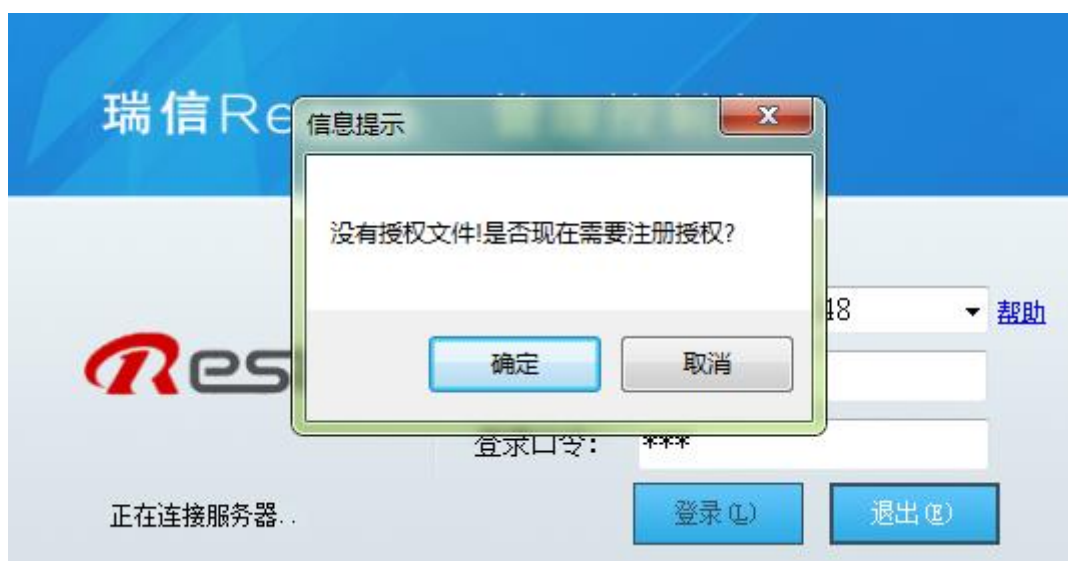 瑞信Re
信息提示
没有授权文件!是否现在需要注册授权?
48
帮助
Res
确定
取消
登录口令: ***
正在连接服务器..
登录(L)
退出(E)